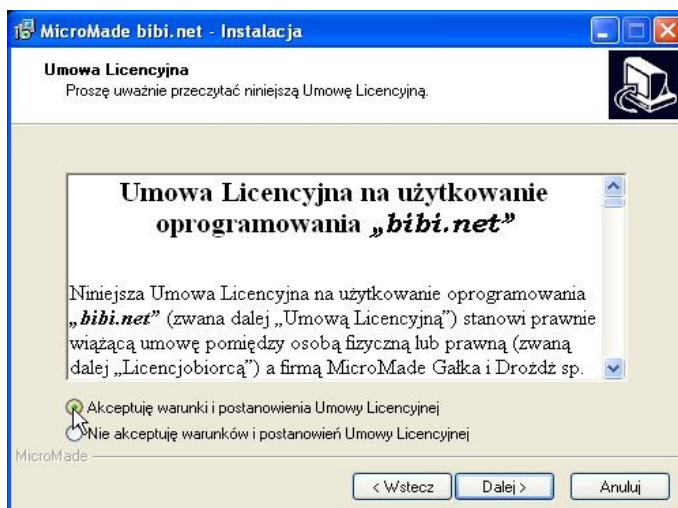 MicroMade bibi.net - Instalacja
Umowa Licencyjna
Proszę uważnie przeczytać niniejszą Umowę Licencyjną.
Umowa Licencyjna na użytkowanie
oprogramowania „bibi.net”
Niniejsza Umowa Licencyjna na użytkowanie oprogramowania
„bibi.net” (zwana dalej „Umową Licencyjną”) stanowi prawnie
wiążącą umowę pomiędzy osobą fizyczną lub prawną (zwaną
dalej „Licencjobiorcą”) a firmą MicroMade Gałka i Drożdż sp.
Akceptuję warunki i postanowienia Umowy Licencyjnej
Nie akceptuję warunków i postanowień Umowy Licencyjnej
MicroMade
< Wstecz Dalej > Anuluj